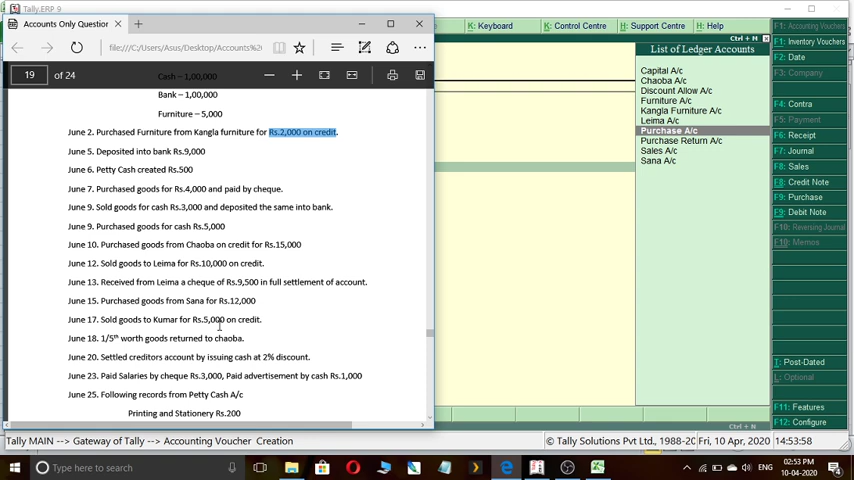 Tally.ERP 9
Accounts Only Question
file:///C:/Users/Asus/Desktop/Accounts%20
19 of 24
Cash – 1,00,000
Bank – 1,00,000
Furniture – 5,000
June 2. Purchased Furniture from Kangla furniture for Rs.2,000 on credit.
June 5. Deposited into bank Rs.9,000
June 6. Petty Cash created Rs.500
June 7. Purchased goods for Rs.4,000 and paid by cheque.
June 9. Sold goods for cash Rs.3,000 and deposited the same into bank.
June 9. Purchased goods for cash Rs.5,000
June 10. Purchased goods from Chaoba on credit for Rs.15,000
June 12. Sold goods to Leima for Rs.10,000 on credit.
June 13. Received from Leima a cheque of Rs.9,500 in full settlement of account.
June 15. Purchased goods from Sana for Rs.12,000
June 17. Sold goods to Kumar for Rs.5,000 on credit.
June 18. 1/5th worth goods returned to chaoba.
June 20. Settled creditors account by issuing cash at 2% discount.
June 23. Paid Salaries by cheque Rs.3,000, Paid advertisement by cash Rs.1,000
June 25. Following records from Petty Cash A/c
Printing and Stationery Rs.200
K: Keyboard
K: Control Centre
H: Support Centre
H: Help
Ctrl + N
List of Ledger Accounts
Capital A/c
Chaoba A/c
Discount Allow A/c
Furniture A/c
Kangla Furniture A/c
Leima A/c
Purchase A/c
Purchase Return A/c
Sales A/c
Sana A/c
F1: Accounting Vouchers
F1: Inventory Vouchers
F2: Date
F3: Company
F4: Contra
F5: Payment
F6: Receipt
F7: Journal
F8: Sales
F8: Credit Note
F9: Purchase
F9: Debit Note
F10: Reversing Journal
F10: Memos
T: Post-Dated
L: Optional
F11: Features
F12: Configure
Ctrl + N
Tally MAIN --> Gateway of Tally --> Accounting Voucher Creation
© Tally Solutions Pvt Ltd., 1988-20
Fri, 10 Apr, 2020
14:53:58
Type here to search
ENG
02:53 PM
10-04-2020
4